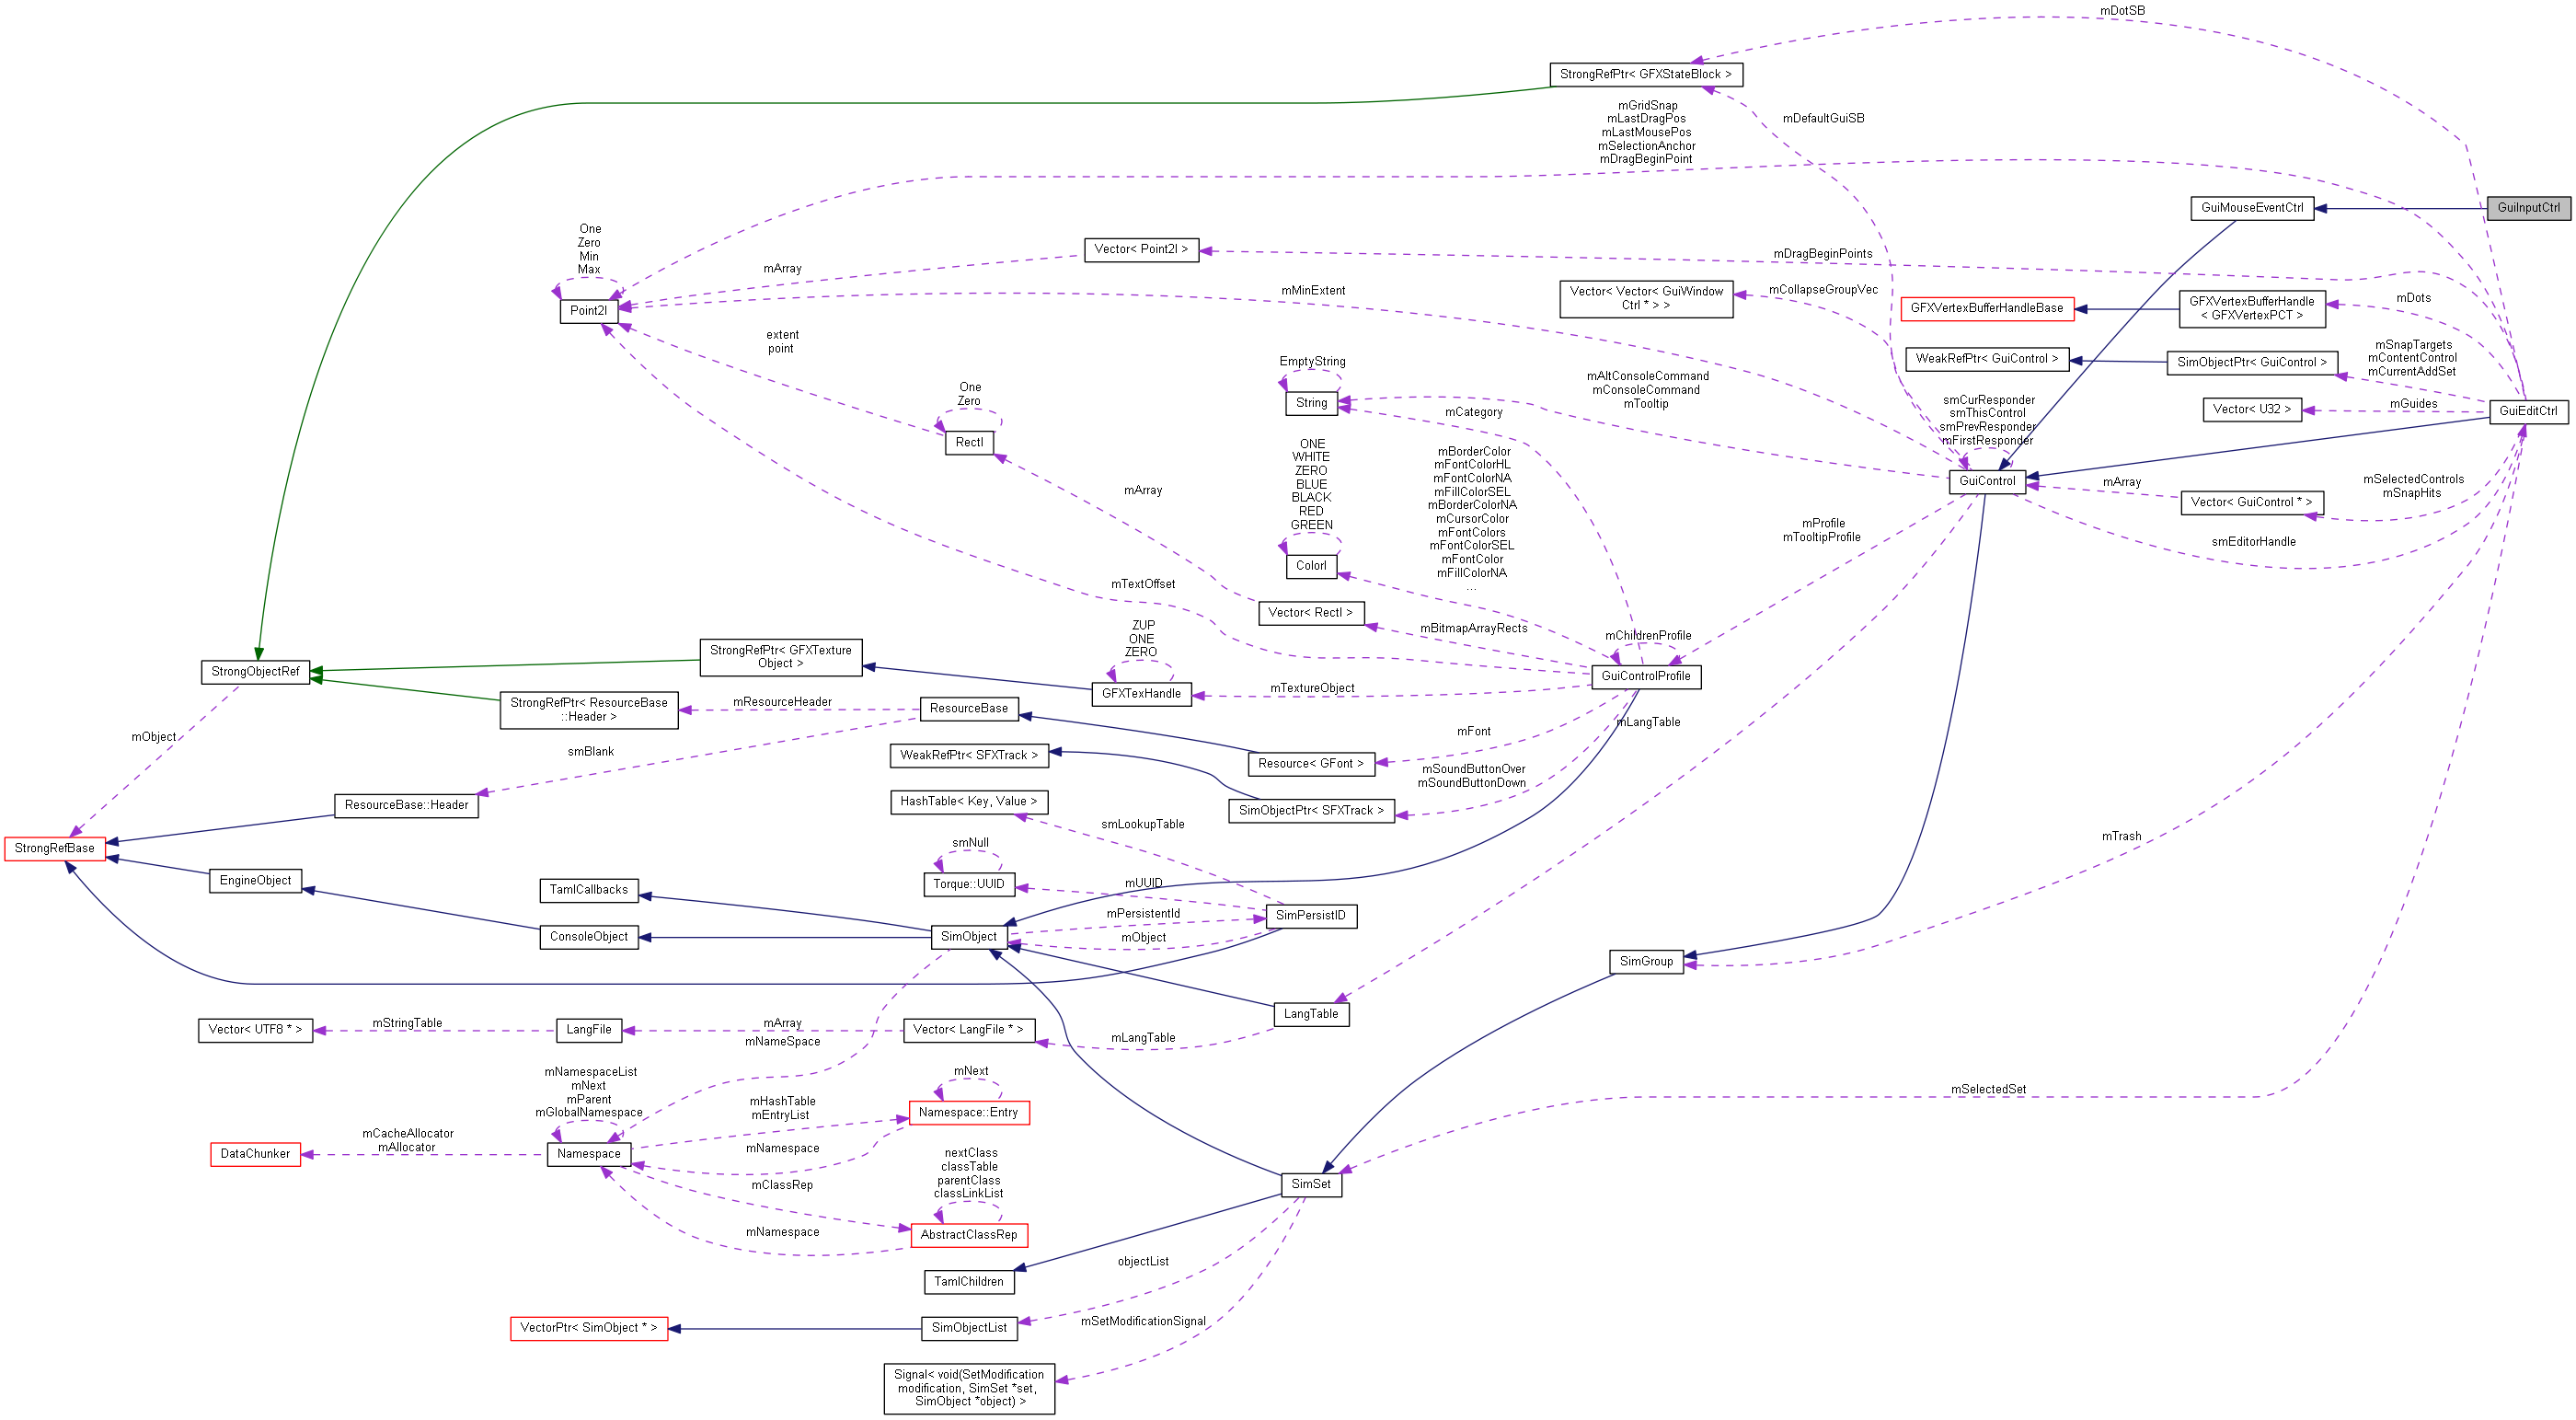 mDotSB
StrongRefPtr< GFXStateBlock >
mGridSnap
mLastDragPos
mLastMousePos
mSelectionAnchor
mDragBeginPoint
mDefaultGuiSB
GuiMouseEventCtrl
GuiInputCtrl
One
Zero
Min
Max
Vector< Point2I >
mDragBeginPoints
mArray
Point2I
mMinExtent
Vector< Vector< GuiWindow
Ctrl * > >
mCollapseGroupVec
GFXVertexBufferHandleBase
GFXVertexBufferHandle
< GFXVertexPCT >
mDots
extent
point
WeakRefPtr< GuiControl >
SimObjectPtr< GuiControl >
mSnapTargets
mContentControl
mCurrentAddSet
EmptyString
String
mAltConsoleCommand
mConsoleCommand
mTooltip
One
Zero
RectI
mCategory
smCurResponder
smThisControl
smPrevResponder
mFirstResponder
Vector< U32 >
mGuides
GuiEditCtrl
ONE
WHITE
ZERO
BLUE
BLACK
RED
GREEN
ColorI
mBorderColor
mFontColorHL
mFontColorNA
mFillColorSEL
mBorderColorNA
mCursorColor
mFontColors
mFontColorSEL
mFontColor
mFillColorNA
...
GuiControl
mArray
Vector< GuiControl * >
mSelectedControls
mSnapHits
mArray
mProfile
mTooltipProfile
smEditorHandle
mTextOffset
Vector< RectI >
mBitmapArrayRects
mChildrenProfile
GuiControlProfile
ZUP
ONE
ZERO
GFXTexHandle
mTextureObject
StrongRefPtr< GFXTexture
Object >
StrongObjectRef
StrongRefPtr< ResourceBase
::Header >
mResourceHeader
ResourceBase
mLangTable
mObject
smBlank
WeakRefPtr< SFXTrack >
Resource< GFont >
mFont
mSoundButtonOver
mSoundButtonDown
ResourceBase::Header
HashTable< Key, Value >
SimObjectPtr< SFXTrack >
smLookupTable
mTrash
StrongRefBase
smNull
EngineObject
TamlCallbacks
Torque::UUID
mUUID
SimPersistID
mPersistentId
mObject
ConsoleObject
SimObject
SimGroup
LangTable
Vector< UTF8 * >
mStringTable
LangFile
mArray
Vector< LangFile * >
mLangTable
mNameSpace
mNamespaceList
mNext
mParent
mGlobalNamespace
mHashTable
mEntryList
mNext
Namespace::Entry
mSelectedSet
DataChunker
mCacheAllocator
mAllocator
Namespace
mNamespace
mClassRep
nextClass
classTable
parentClass
classLinkList
AbstractClassRep
mNamespace
SimSet
TamlChildren
objectList
VectorPtr< SimObject * >
SimObjectList
mSetModificationSignal
Signal< void(SetModification
modification, SimSet *set,
SimObject *object) >